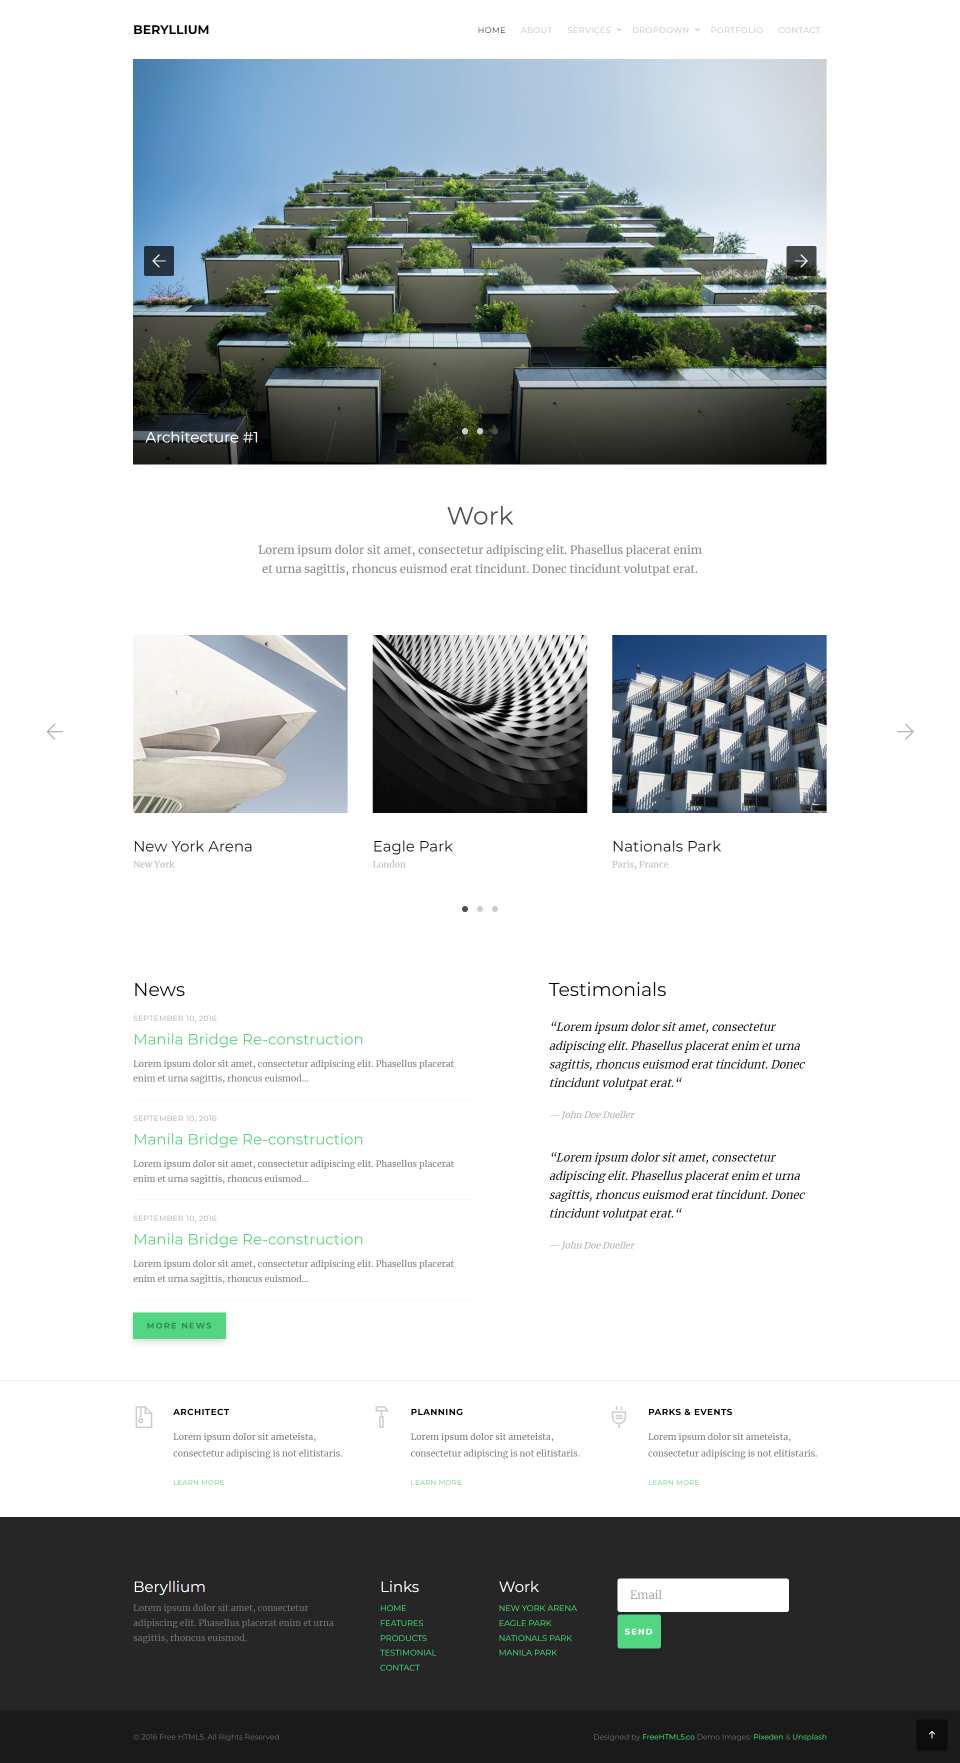 BERYLLIUM
HOME ABOUT SERVICES DROPDOWN PORTFOLIO CONTACT
Architecture #1
Work
Lorem ipsum dolor sit amet, consectetur adipiscing elit. Phasellus placerat enim
et urna sagittis, rhoncus euismod erat tincidunt. Donec tincidunt volutpat erat.
New York Arena
New York
Eagle Park
London
Nationals Park
Paris, France
News
SEPTEMBER 10, 2016
Manila Bridge Re-construction
Lorem ipsum dolor sit amet, consectetur adipiscing elit. Phasellus placerat
enim et urna sagittis, rhoncus euismod...
SEPTEMBER 10, 2016
Manila Bridge Re-construction
Lorem ipsum dolor sit amet, consectetur adipiscing elit. Phasellus placerat
enim et urna sagittis, rhoncus euismod...
SEPTEMBER 10, 2016
Manila Bridge Re-construction
Lorem ipsum dolor sit amet, consectetur adipiscing elit. Phasellus placerat
enim et urna sagittis, rhoncus euismod...
MORE NEWS
Testimonials
“Lorem ipsum dolor sit amet, consectetur
adipiscing elit. Phasellus placerat enim et urna
sagittis, rhoncus euismod erat tincidunt. Donec
tincidunt volutpat erat.“
— John Doe Dueller
“Lorem ipsum dolor sit amet, consectetur
adipiscing elit. Phasellus placerat enim et urna
sagittis, rhoncus euismod erat tincidunt. Donec
tincidunt volutpat erat.“
— John Doe Dueller
ARCHITECT
Lorem ipsum dolor sit ameteista,
consectetur adipiscing is not elitistaris.
LEARN MORE
PLANNING
Lorem ipsum dolor sit ameteista,
consectetur adipiscing is not elitistaris.
LEARN MORE
PARKS & EVENTS
Lorem ipsum dolor sit ameteista,
consectetur adipiscing is not elitistaris.
LEARN MORE
Beryllium
Lorem ipsum dolor sit amet, consectetur
adipiscing elit. Phasellus placerat enim et urna
sagittis, rhoncus euismod.
Links
HOME
FEATURES
PRODUCTS
TESTIMONIAL
CONTACT
Work
NEW YORK ARENA
EAGLE PARK
NATIONALS PARK
MANILA PARK
Email
SEND
© 2016 Free HTML5. All Rights Reserved.
Designed by FreeHTML5.co Demo Images: Pixeden & Unsplash